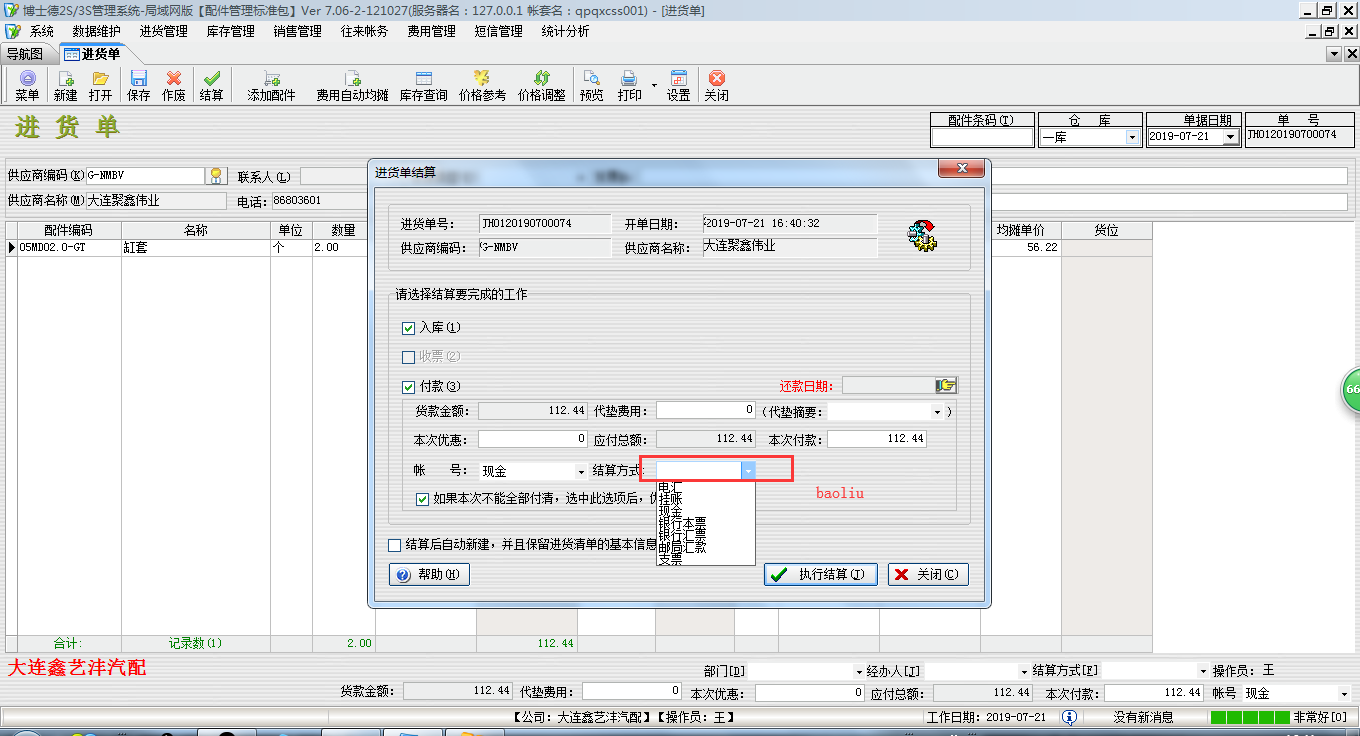 博士德2S/3S管理系统-局域网版【配件管理标准包】Ver 7.06-2-121027(服务器名：127.0.0.1 帐套名：qpqxcss001) - [进货单]
系统 数据维护 进货管理 库存管理 销售管理 往来帐务 费用管理 短信管理 统计分析
导航图 进货单
菜单 新建 打开 保存 作废 结算 添加配件 费用自动均摊 库存查询 价格参考 价格调整 预览 打印 设置 关闭
进 货 单
配件条码(T) 仓 库 单据日期 单 号
一库 2019-07-21 JH0120190700074
供应商编码(K) G-NMBV 联系人(L)
供应商名称(M) 大连聚鑫伟业 电话: 86803601
配件编码 名称 单位 数量 均摊单价 货位
05MD02.0-GT 缸套 个 2.00 56.22
进货单结算
进货单号: JH0120190700074 开单日期: 2019-07-21 16:40:32
供应商编码: G-NMBV 供应商名称: 大连聚鑫伟业
请选择结算要完成的工作
入库(1)
收票(2)
付款(3) 还款日期:
货款金额: 112.44 代垫费用: 0 (代垫摘要: )
本次优惠: 0 应付总额: 112.44 本次付款: 112.44
帐 号: 现金 结算方式:
电汇
挂账
现金
银行本票
银行汇票
邮局汇款
支票
baoliu
如果本次不能全部付清，选中此选项后，
结算后自动新建，并且保留进货清单的基本信息
帮助(H) 执行结算(J) 关闭(C)
合计: 记录数(1) 2.00 112.44
大连鑫艺沣汽配
部门[D] 经办人[J] 结算方式[F] 操作员: 王
货款金额: 112.44 代垫费用: 0 本次优惠: 0 应付总额: 112.44 本次付款: 112.44 帐号 现金
【公司: 大连鑫艺沣汽配】【操作员: 王】 工作日期: 2019-07-21 没有新消息 非常好[0]
66